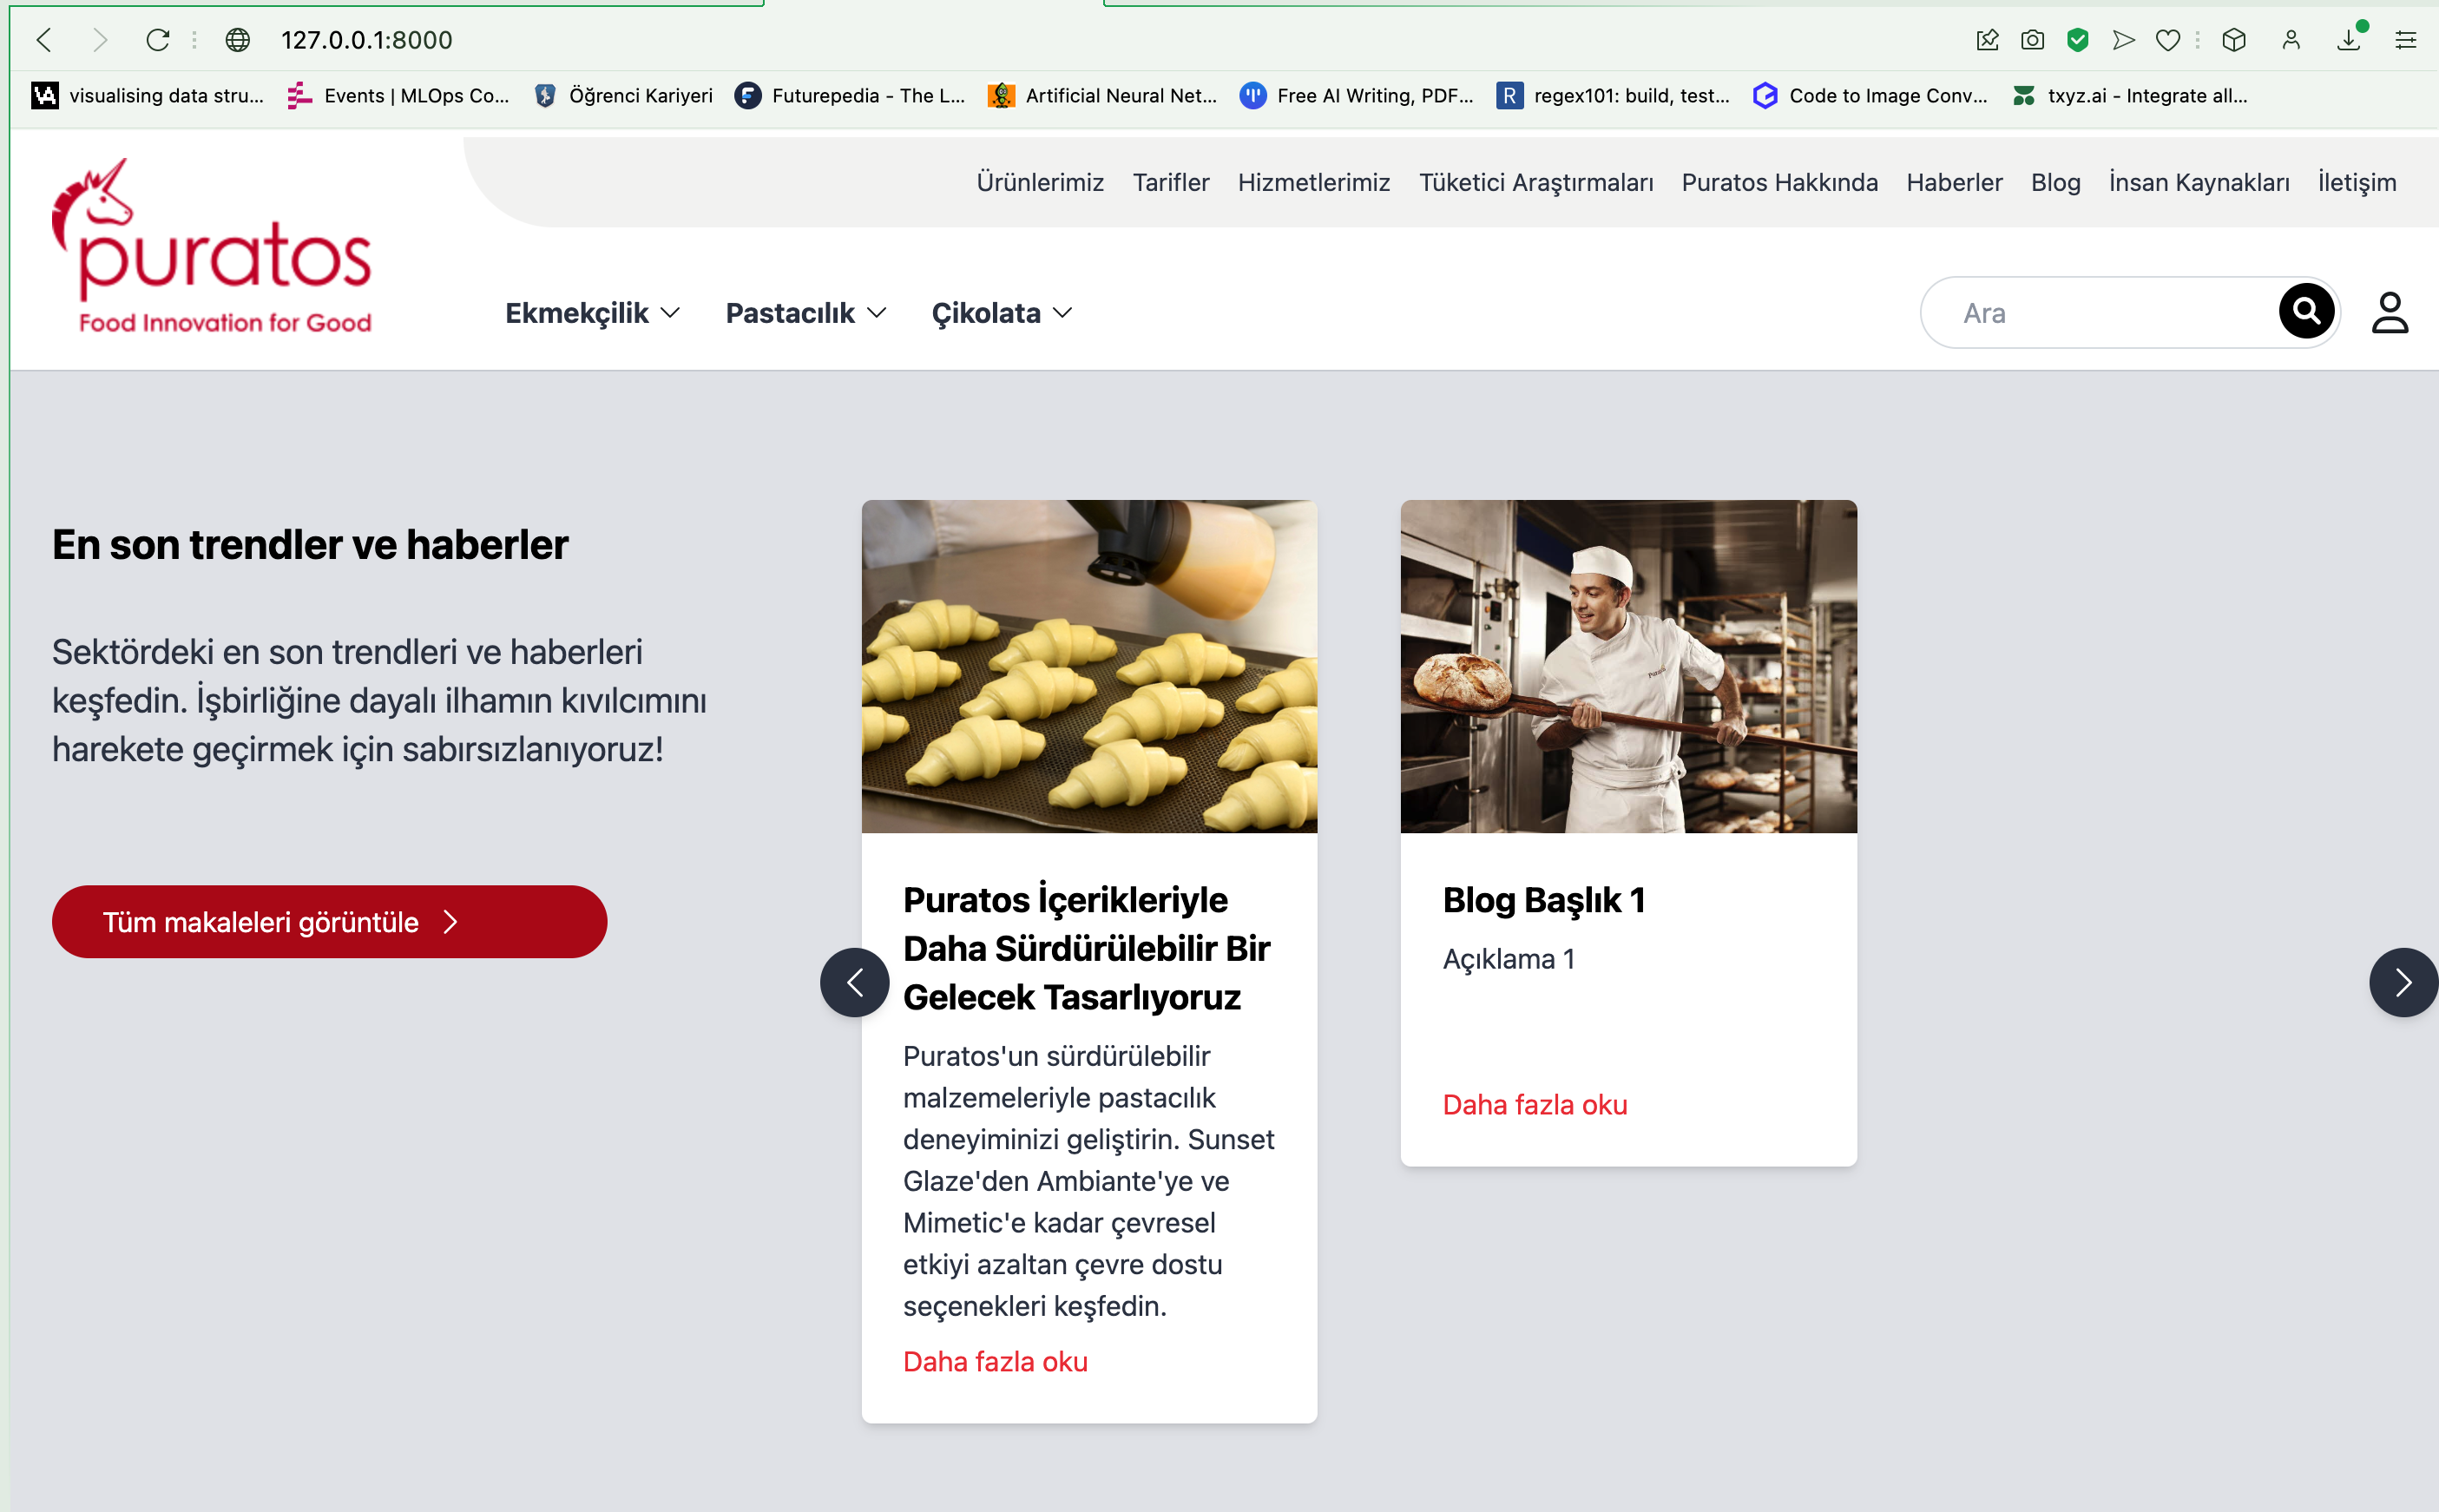 127.0.0.1:8000
visualising data stru...
Events | MLOps Co...
Öğrenci Kariyeri
Futurepedia - The L...
Artificial Neural Net...
Free AI Writing, PDF...
R regex101: build, test...
Code to Image Conv...
txyz.ai - Integrate all...
puratos
Food Innovation for Good
Ürünlerimiz
Tarifler
Hizmetlerimiz
Tüketici Araştırmaları
Puratos Hakkında
Haberler
Blog
İnsan Kaynakları
İletişim
Ekmekçilik
Pastacılık
Çikolata
Ara
En son trendler ve haberler
Sektördeki en son trendleri ve haberleri
keşfedin. İşbirliğine dayalı ilhamın kıvılcımını
harekete geçirmek için sabırsızlanıyoruz!
Tüm makaleleri görüntüle
Puratos İçerikleriyle
Daha Sürdürülebilir Bir
Gelecek Tasarlıyoruz
Puratos'un sürdürülebilir
malzemeleriyle pastacılık
deneyiminizi geliştirin. Sunset
Glaze'den Ambiante'ye ve
Mimetic'e kadar çevresel
etkiyi azaltan çevre dostu
seçenekleri keşfedin.
Daha fazla oku
Blog Başlık 1
Açıklama 1
Daha fazla oku